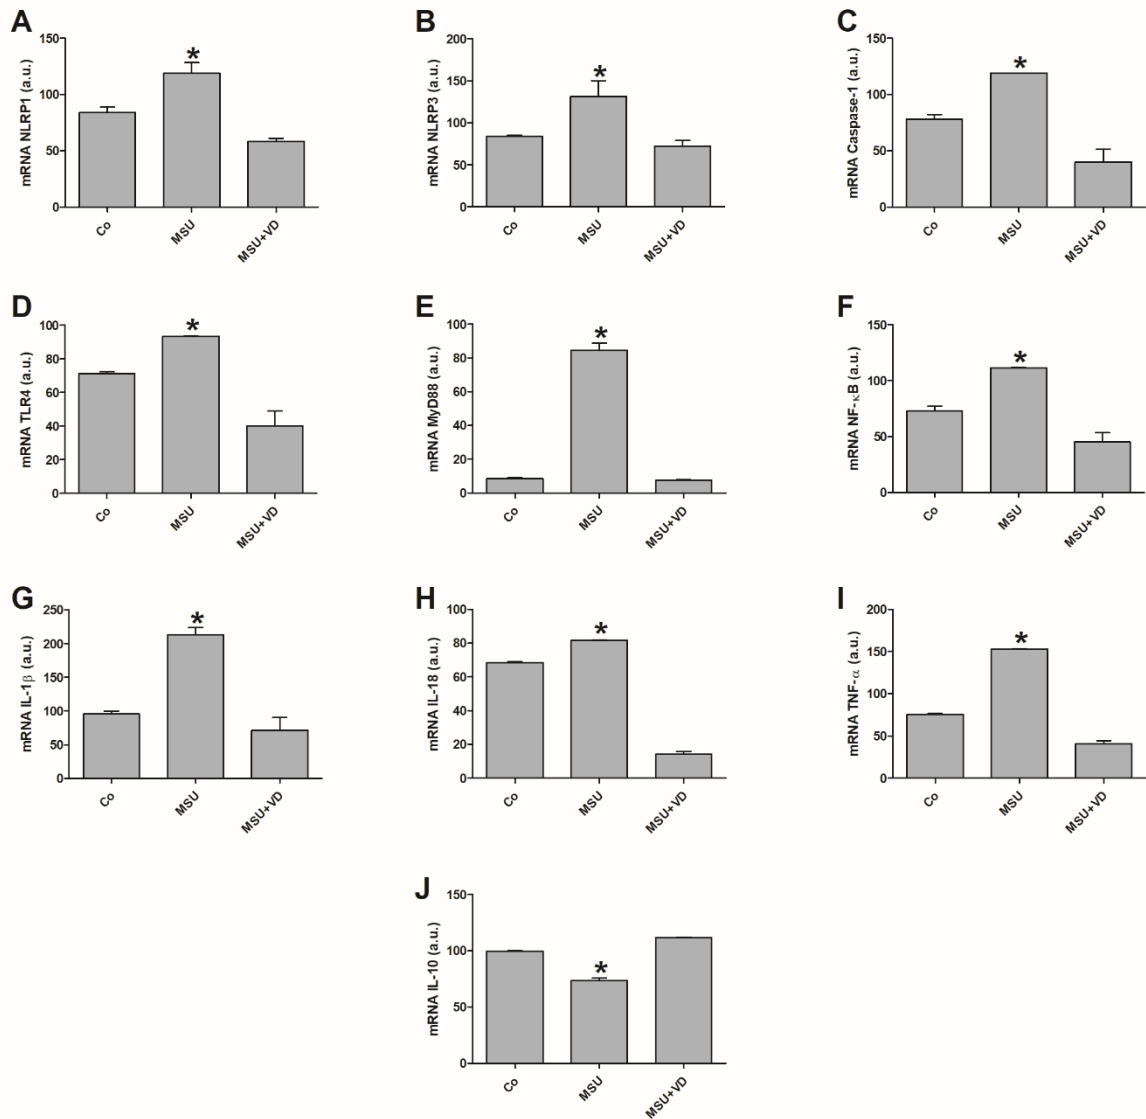 A
mRNA NLRP1 (a.u.)
150
100
50
0
*
Co
MSU
MSU+VD
B
mRNA NLRP3 (a.u.)
200
150
100
50
0
*
Co
MSU
MSU+VD
C
mRNA Caspase-1 (a.u.)
150
100
50
0
*
Co
MSU
MSU+VD
D
mRNA TLR4 (a.u.)
100
80
60
40
20
0
*
Co
MSU
MSU+VD
E
mRNA MyD88 (a.u.)
100
80
60
40
20
0
*
Co
MSU
MSU+VD
F
mRNA NF-κB (a.u.)
150
100
50
0
*
Co
MSU
MSU+VD
G
mRNA IL-1β (a.u.)
250
200
150
100
50
0
*
Co
MSU
MSU+VD
H
mRNA IL-18 (a.u.)
100
80
60
40
20
0
*
Co
MSU
MSU+VD
I
mRNA TNF-α (a.u.)
200
150
100
50
0
*
Co
MSU
MSU+VD
J
mRNA IL-10 (a.u.)
150
100
50
0
*
Co
MSU
MSU+VD